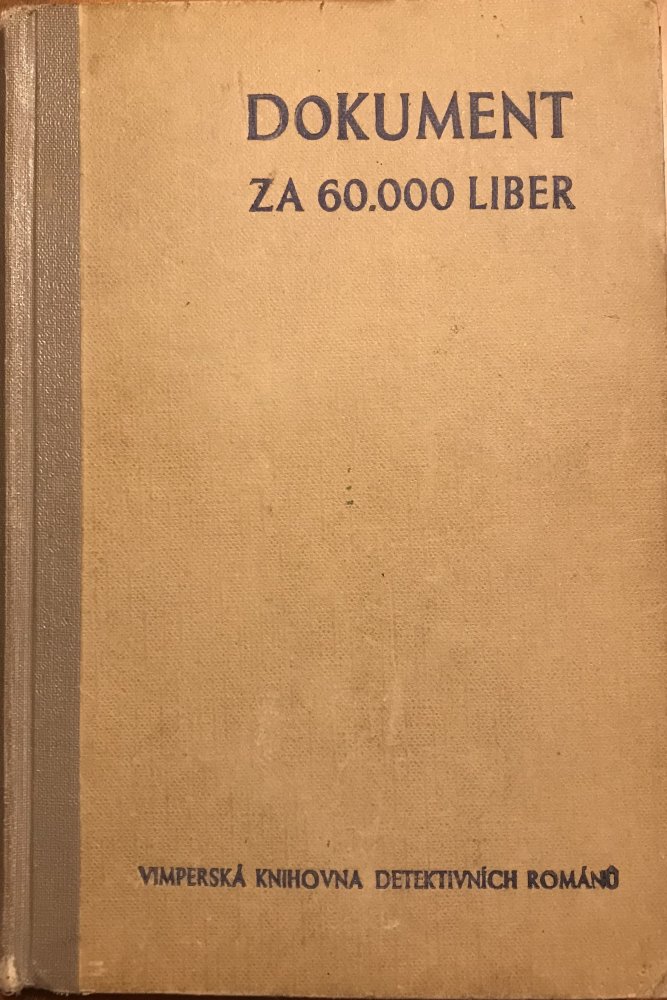 DOKUMENT
ZA 60.000 LIBER
VIMPERSKÁ KNIHOVNA DETEKTIVNÍCH ROMÁNŮ